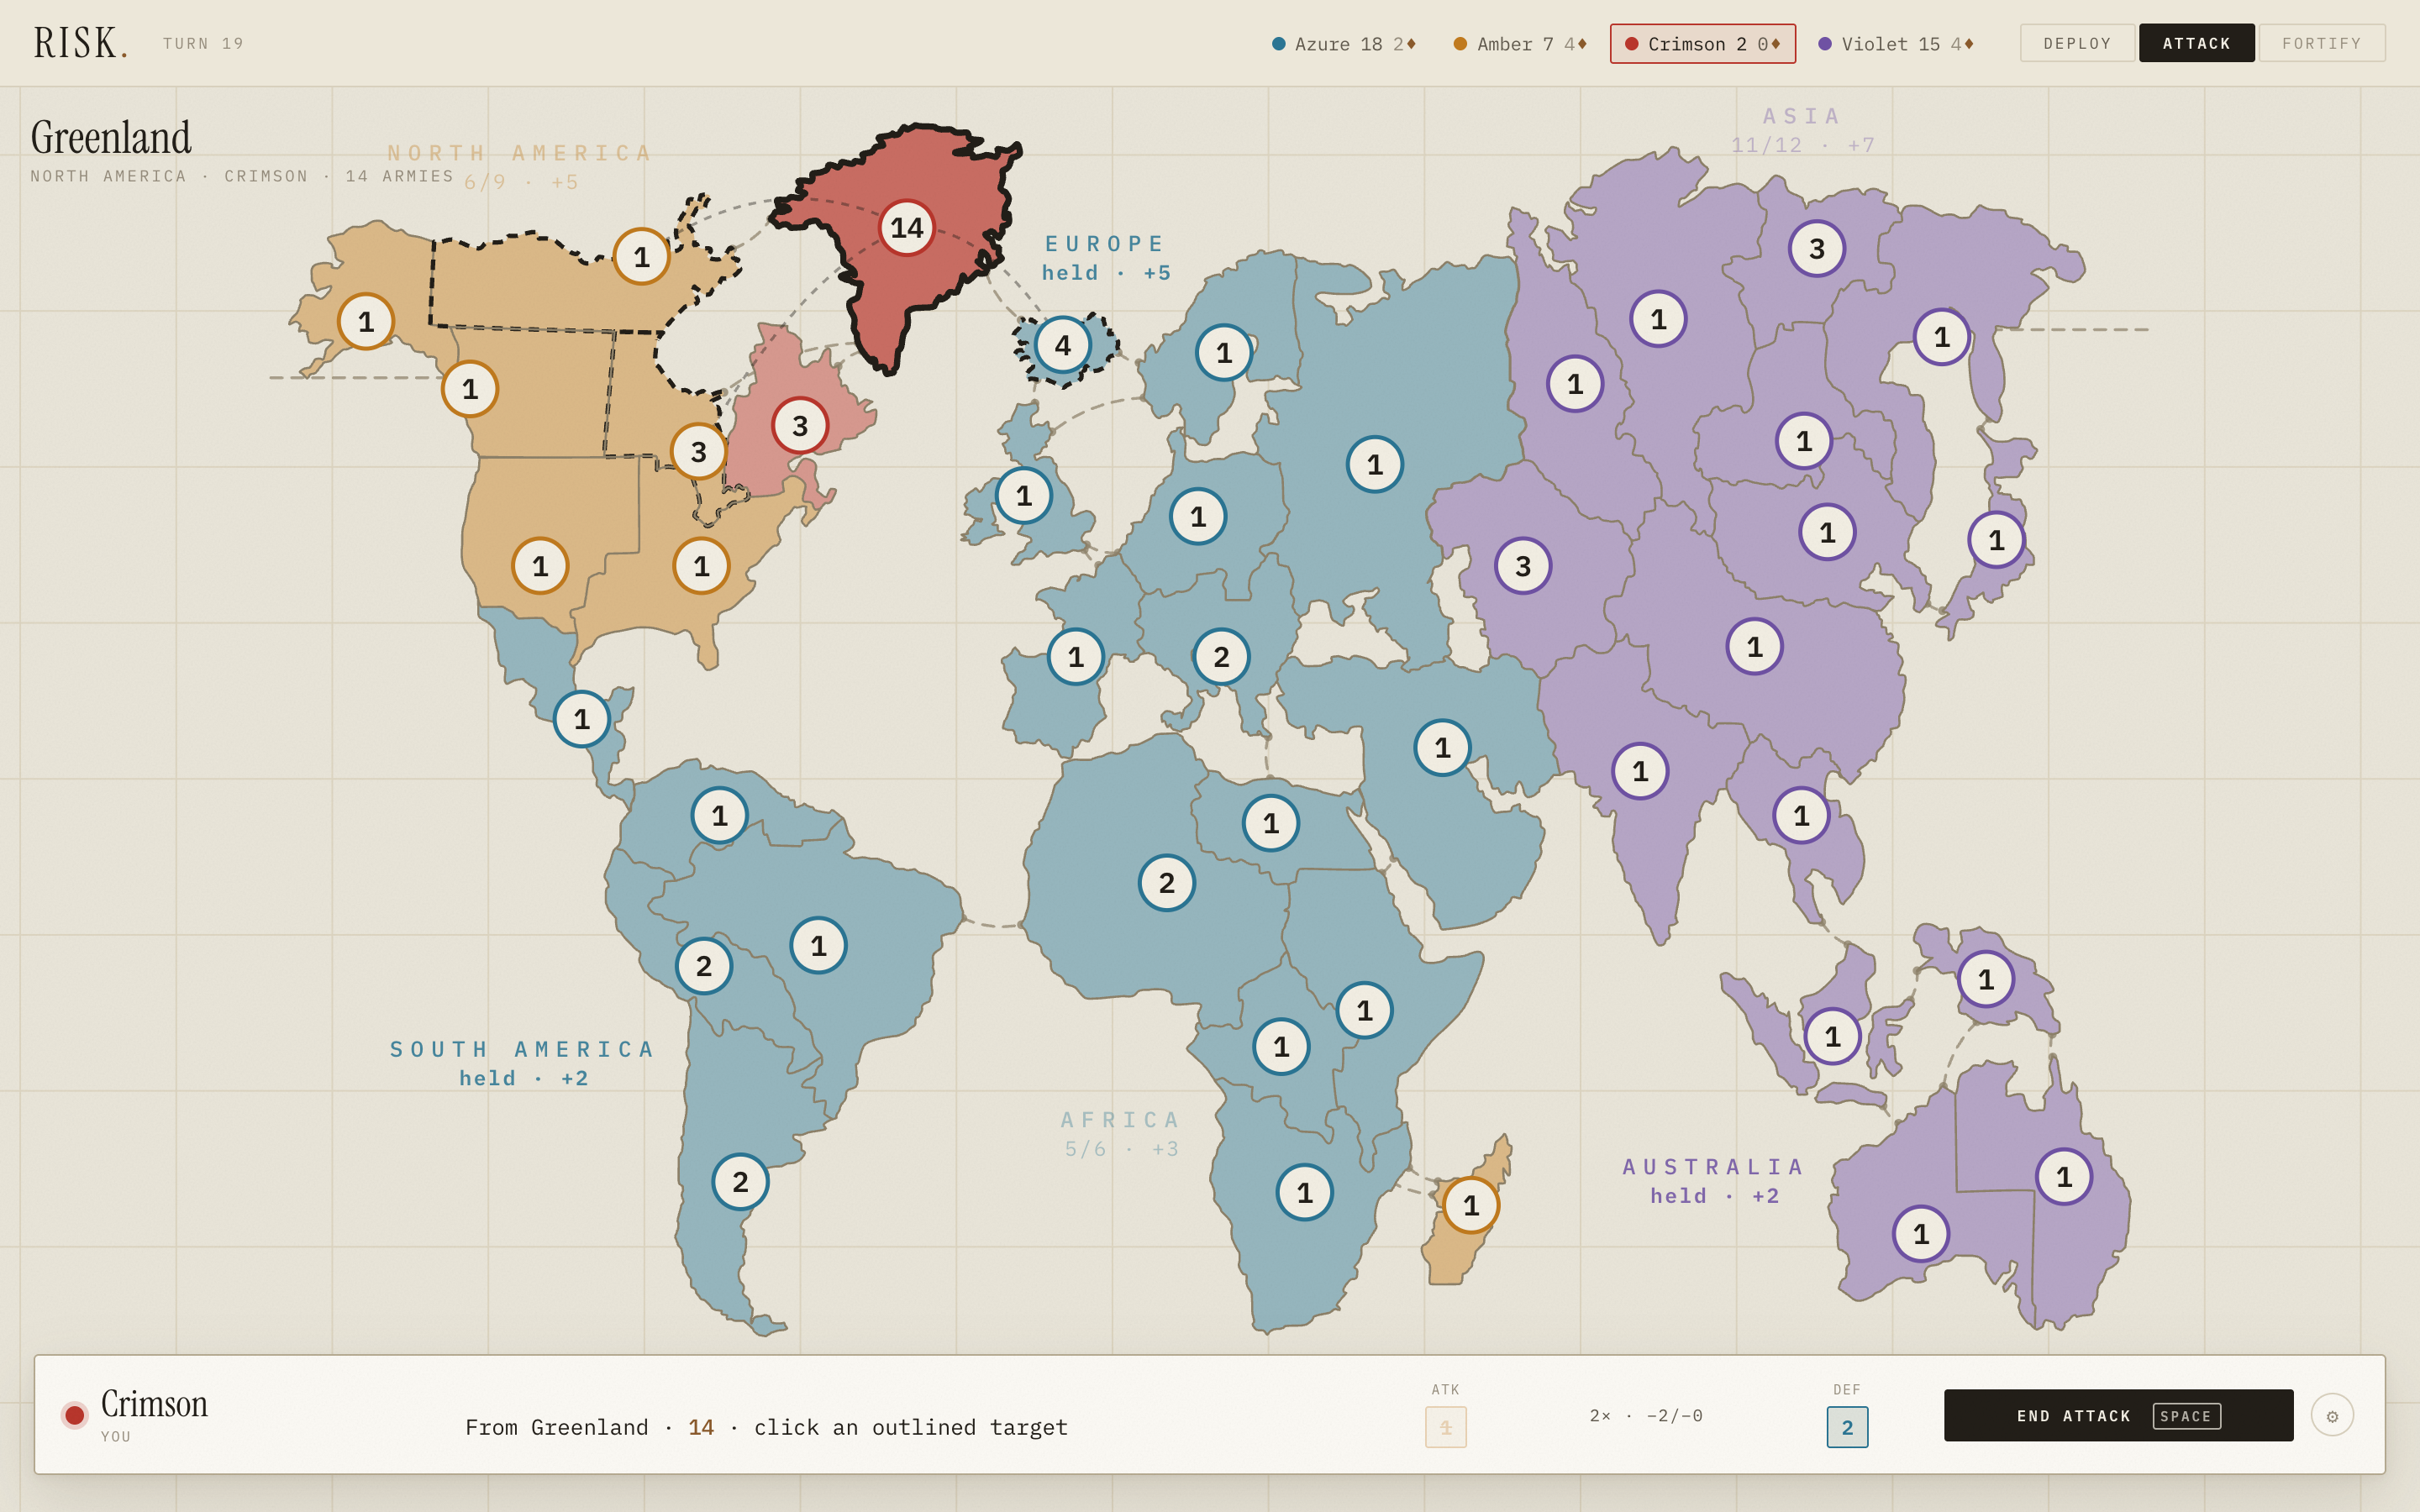 RISK.
TURN 19
Azure 18 2♦
Amber 7 4♦
Crimson 2 0♦
Violet 15 4♦
DEPLOY
ATTACK
FORTIFY
Greenland
NORTH AMERICA · CRIMSON · 14 ARMIES
NORTH AMERICA
6/9 · +5
ASIA
11/12 · +7
EUROPE
held · +5
14
3
1
1
1
1
4
1
1
1
1
3
1
1
3
1
1
1
1
1
1
3
1
1
1
2
1
1
1
1
1
1
1
2
1
1
2
1
1
1
1
SOUTH AMERICA
held · +2
AFRICA
5/6 · +3
AUSTRALIA
held · +2
2
1
1
1
1
Crimson
YOU
From Greenland · 14 · click an outlined target
ATK
1
2× · −2/−0
DEF
2
END ATTACK SPACE
⚙